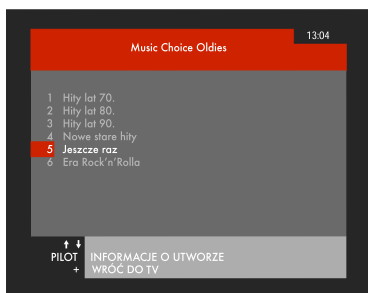 13:04
Music Choice Oldies
1 Hity lat 70.
2 Hity lat 80.
3 Hity lat 90.
4 Nowe stare hity
5 Jeszcze raz
6 Era Rock'n'Rolla
PILOT INFORMACJE O UTWORZE
+ WRÓĆ DO TV